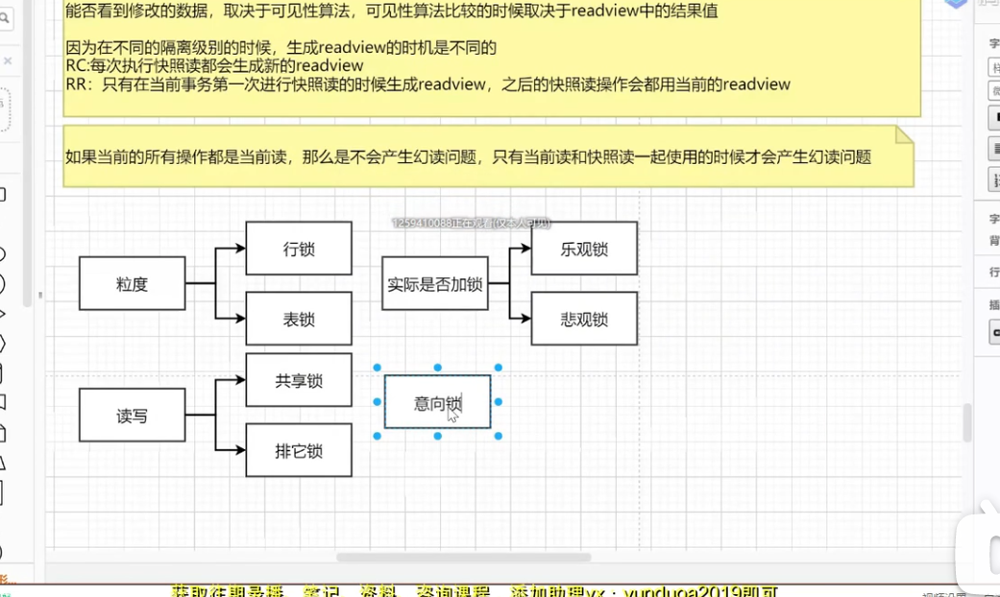 能否看到修改的数据，取决于可见性算法，可见性算法比较的时候取决于readview中的结果值
因为在不同的隔离级别的时候，生成readview的时机是不同的
RC:每次执行快照读都会生成新的readview
RR：只有在当前事务第一次进行快照读的时候生成readview，之后的快照读操作会都用当前的readview
如果当前的所有操作都是当前读，那么是不会产生幻读问题，只有当前读和快照读一起使用的时候才会产生幻读问题
1259410088正在观看(仅本人可见)
粒度
行锁
表锁
实际是否加锁
乐观锁
悲观锁
读写
共享锁
排它锁
意向锁
获取往期录播、笔记、资料、咨询课程，添加助理vx：yunduoa2019即可